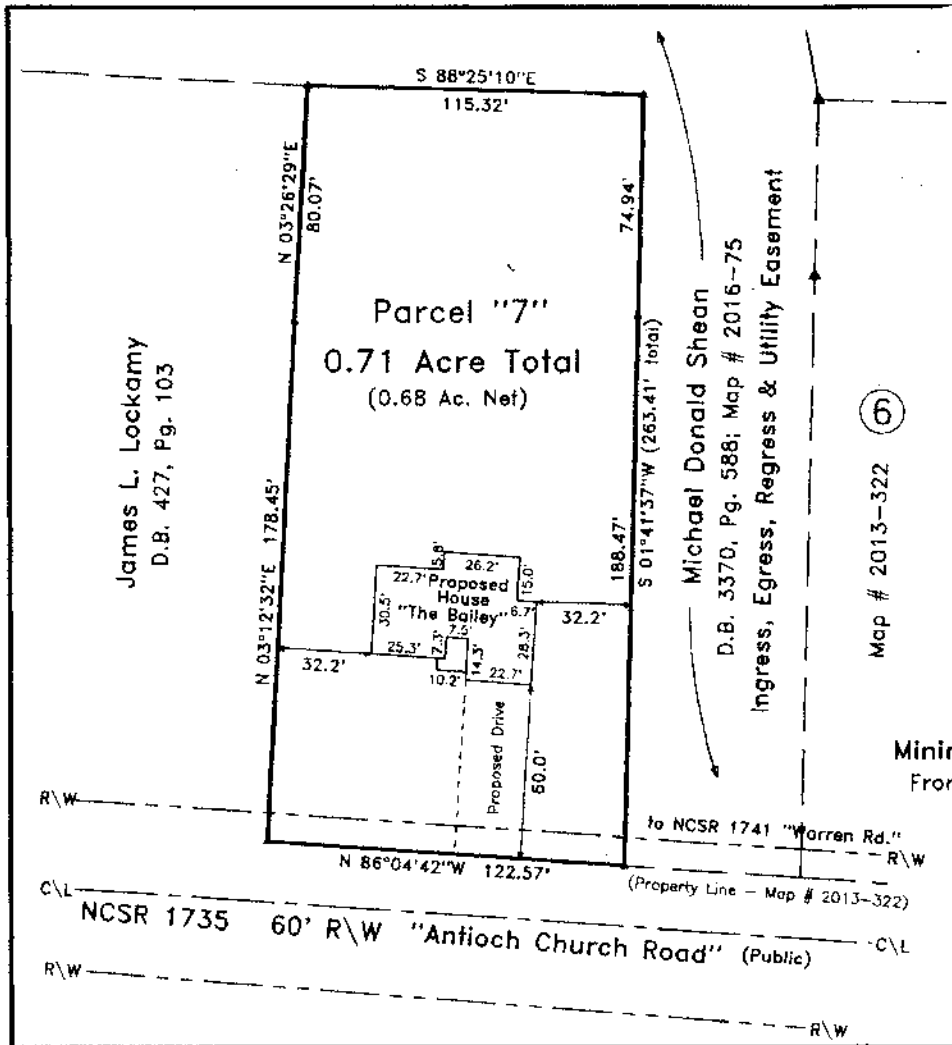 S 88°25'10"E
115.32'
N 03°26'29"E
80.07'
74.94'
Parcel "7"
0.71 Acre Total
(0.68 Ac. Net)
James L. Lockamy
D.B. 427, Pg. 103
S 01°41'37"W (263.41' total)
188.47'
Michael Donald Shean
D.B. 3370, Pg. 588; Map # 2016-75
Ingress, Egress, Regress & Utility Easement
6
Map # 2013-322
N 03°12'32"E 178.45'
5.8'
26.2'
15.0'
22.7'
Proposed
House
"The Bailey"
6.7'
30.5'
7.5'
28.3'
32.2'
25.3'
7.3'
14.3'
32.2'
10.2'
22.7'
Proposed Drive
60.0'
Minin
Fron
R\W
to NCSR 1741 "Warren Rd."
R\W
N 86°04'42"W 122.57'
(Property Line - Map # 2013-322)
C\L
NCSR 1735 60' R\W "Antioch Church Road" (Public)
C\L
R\W
R\W